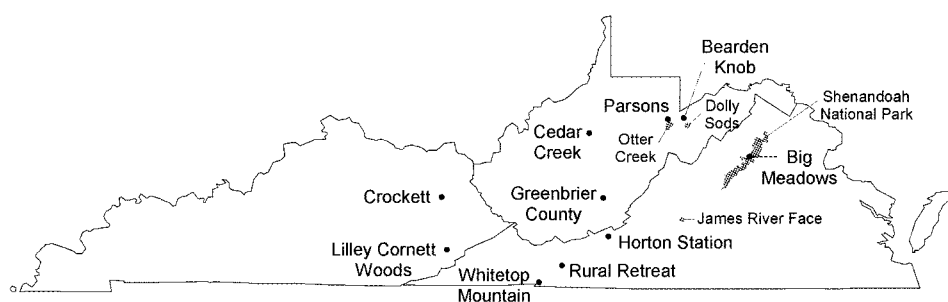 Bearden
Knob
Shenandoah
National Park
Parsons
Dolly
Sods
Cedar
Creek
Otter
Creek
Big
Meadows
Crockett
Greenbrier
County
James River Face
Horton Station
Lilley Cornett
Woods
Rural Retreat
Whitetop
Mountain